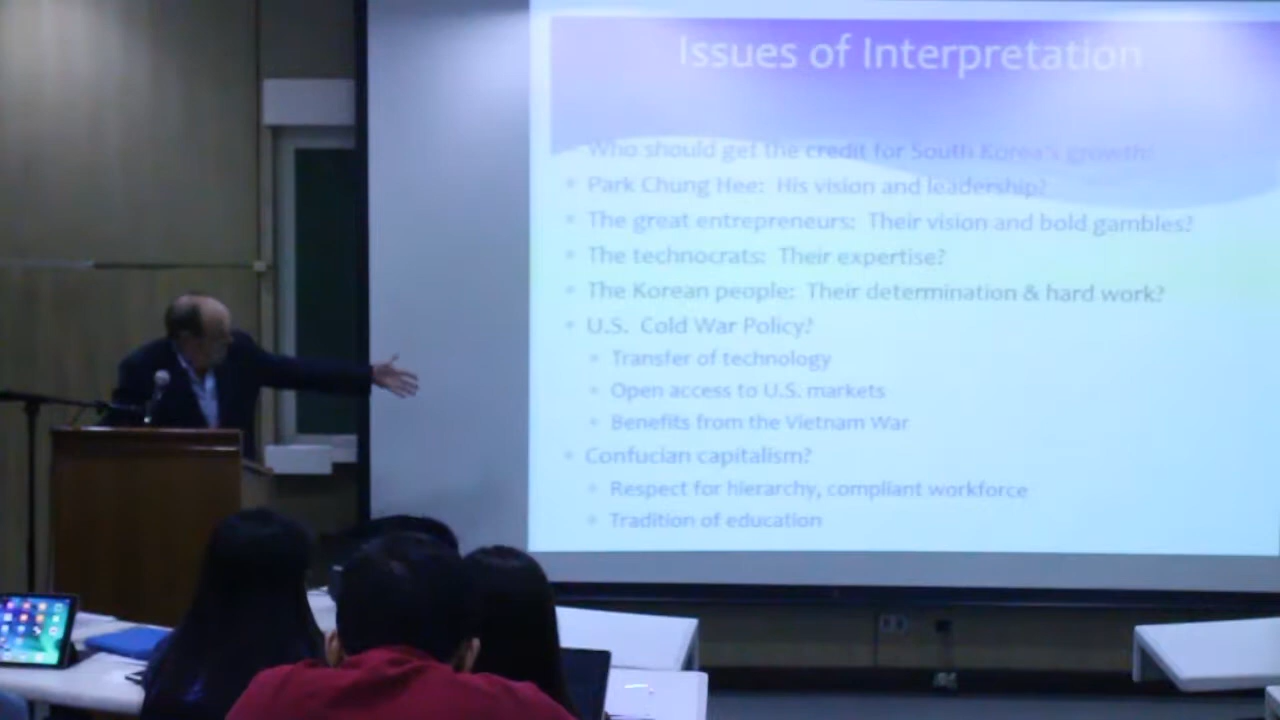 Issues of Interpretation
Who should get the credit for South Korea's growth?
Park Chung Hee: His vision and leadership?
The great entrepreneurs: Their vision and bold gambles?
The technocrats: Their expertise?
The Korean people: Their determination & hard work?
U.S. Cold War Policy?
Transfer of technology
Open access to U.S. markets
Benefits from the Vietnam War
Confucian capitalism?
Respect for hierarchy, compliant workforce
Tradition of education